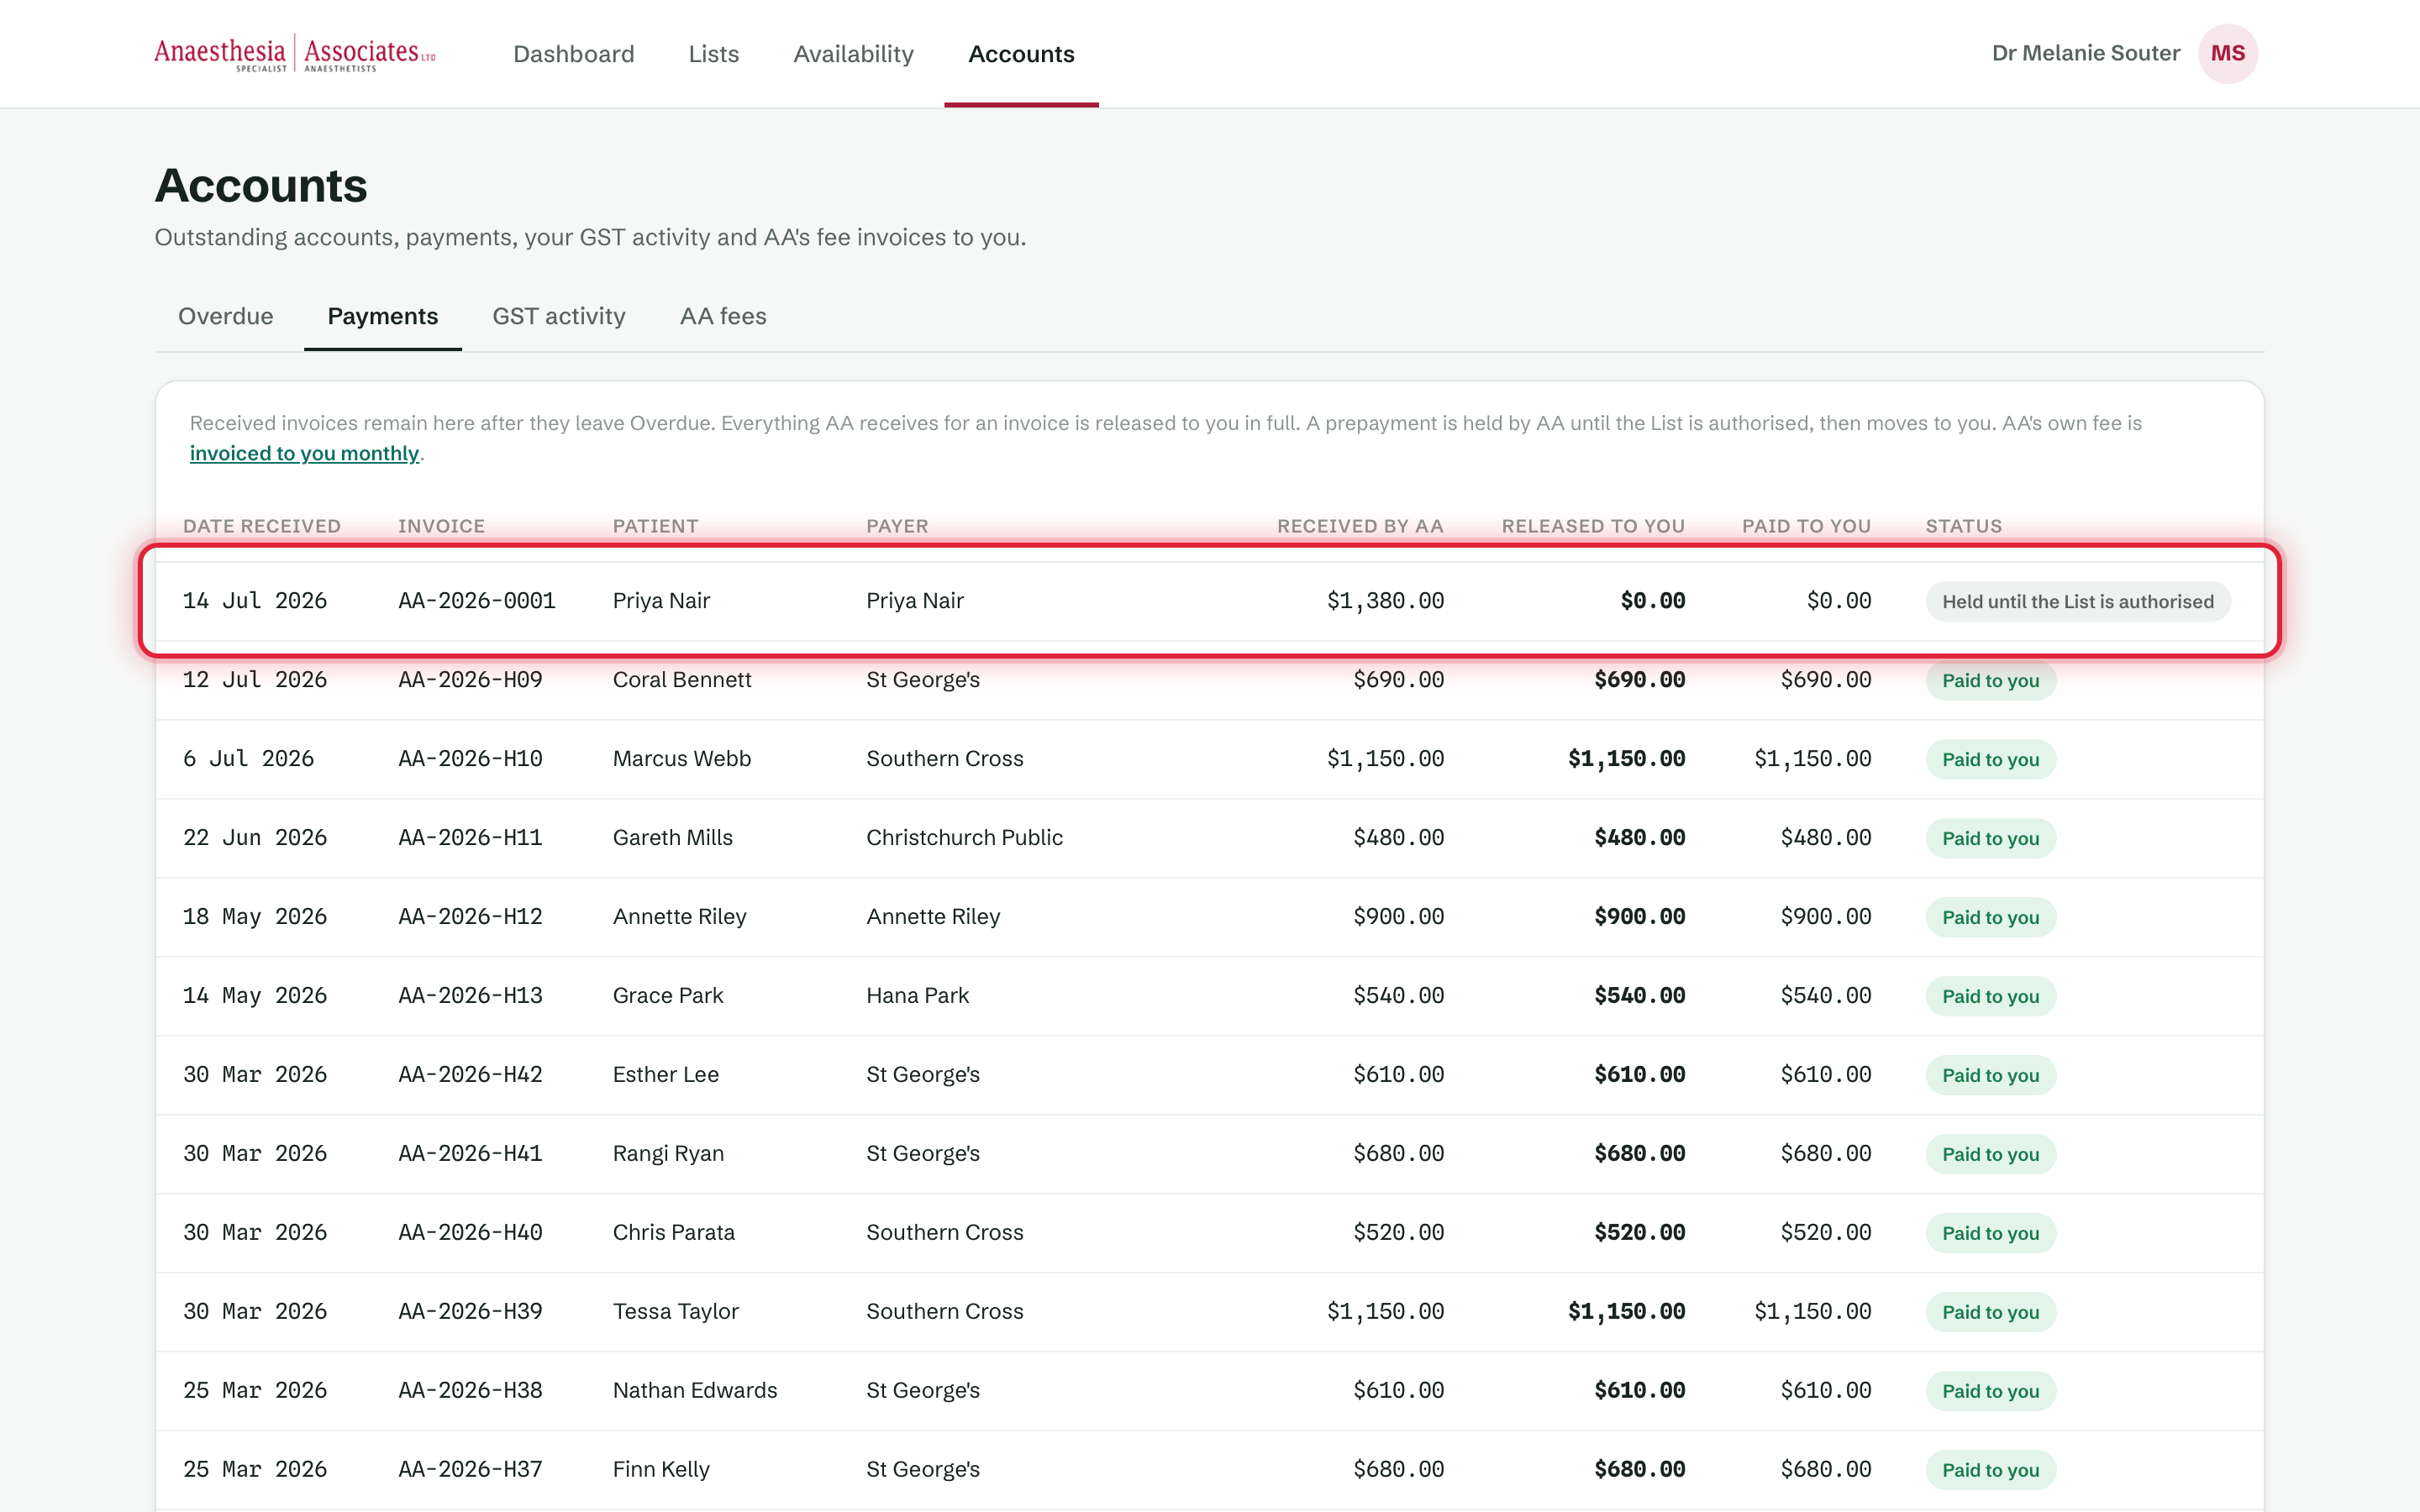 Anaesthesia | Associates LTD
SPECIALIST ANAESTHETISTS
Dashboard Lists Availability Accounts
Dr Melanie Souter MS
Accounts
Outstanding accounts, payments, your GST activity and AA's fee invoices to you.
Overdue Payments GST activity AA fees
Received invoices remain here after they leave Overdue. Everything AA receives for an invoice is released to you in full. A prepayment is held by AA until the List is authorised, then moves to you. AA's own fee is
invoiced to you monthly.
DATE RECEIVED INVOICE PATIENT PAYER RECEIVED BY AA RELEASED TO YOU PAID TO YOU STATUS
14 Jul 2026 AA-2026-0001 Priya Nair Priya Nair $1,380.00 $0.00 $0.00 Held until the List is authorised
12 Jul 2026 AA-2026-H09 Coral Bennett St George's $690.00 $690.00 $690.00 Paid to you
6 Jul 2026 AA-2026-H10 Marcus Webb Southern Cross $1,150.00 $1,150.00 $1,150.00 Paid to you
22 Jun 2026 AA-2026-H11 Gareth Mills Christchurch Public $480.00 $480.00 $480.00 Paid to you
18 May 2026 AA-2026-H12 Annette Riley Annette Riley $900.00 $900.00 $900.00 Paid to you
14 May 2026 AA-2026-H13 Grace Park Hana Park $540.00 $540.00 $540.00 Paid to you
30 Mar 2026 AA-2026-H42 Esther Lee St George's $610.00 $610.00 $610.00 Paid to you
30 Mar 2026 AA-2026-H41 Rangi Ryan St George's $680.00 $680.00 $680.00 Paid to you
30 Mar 2026 AA-2026-H40 Chris Parata Southern Cross $520.00 $520.00 $520.00 Paid to you
30 Mar 2026 AA-2026-H39 Tessa Taylor Southern Cross $1,150.00 $1,150.00 $1,150.00 Paid to you
25 Mar 2026 AA-2026-H38 Nathan Edwards St George's $610.00 $610.00 $610.00 Paid to you
25 Mar 2026 AA-2026-H37 Finn Kelly St George's $680.00 $680.00 $680.00 Paid to you